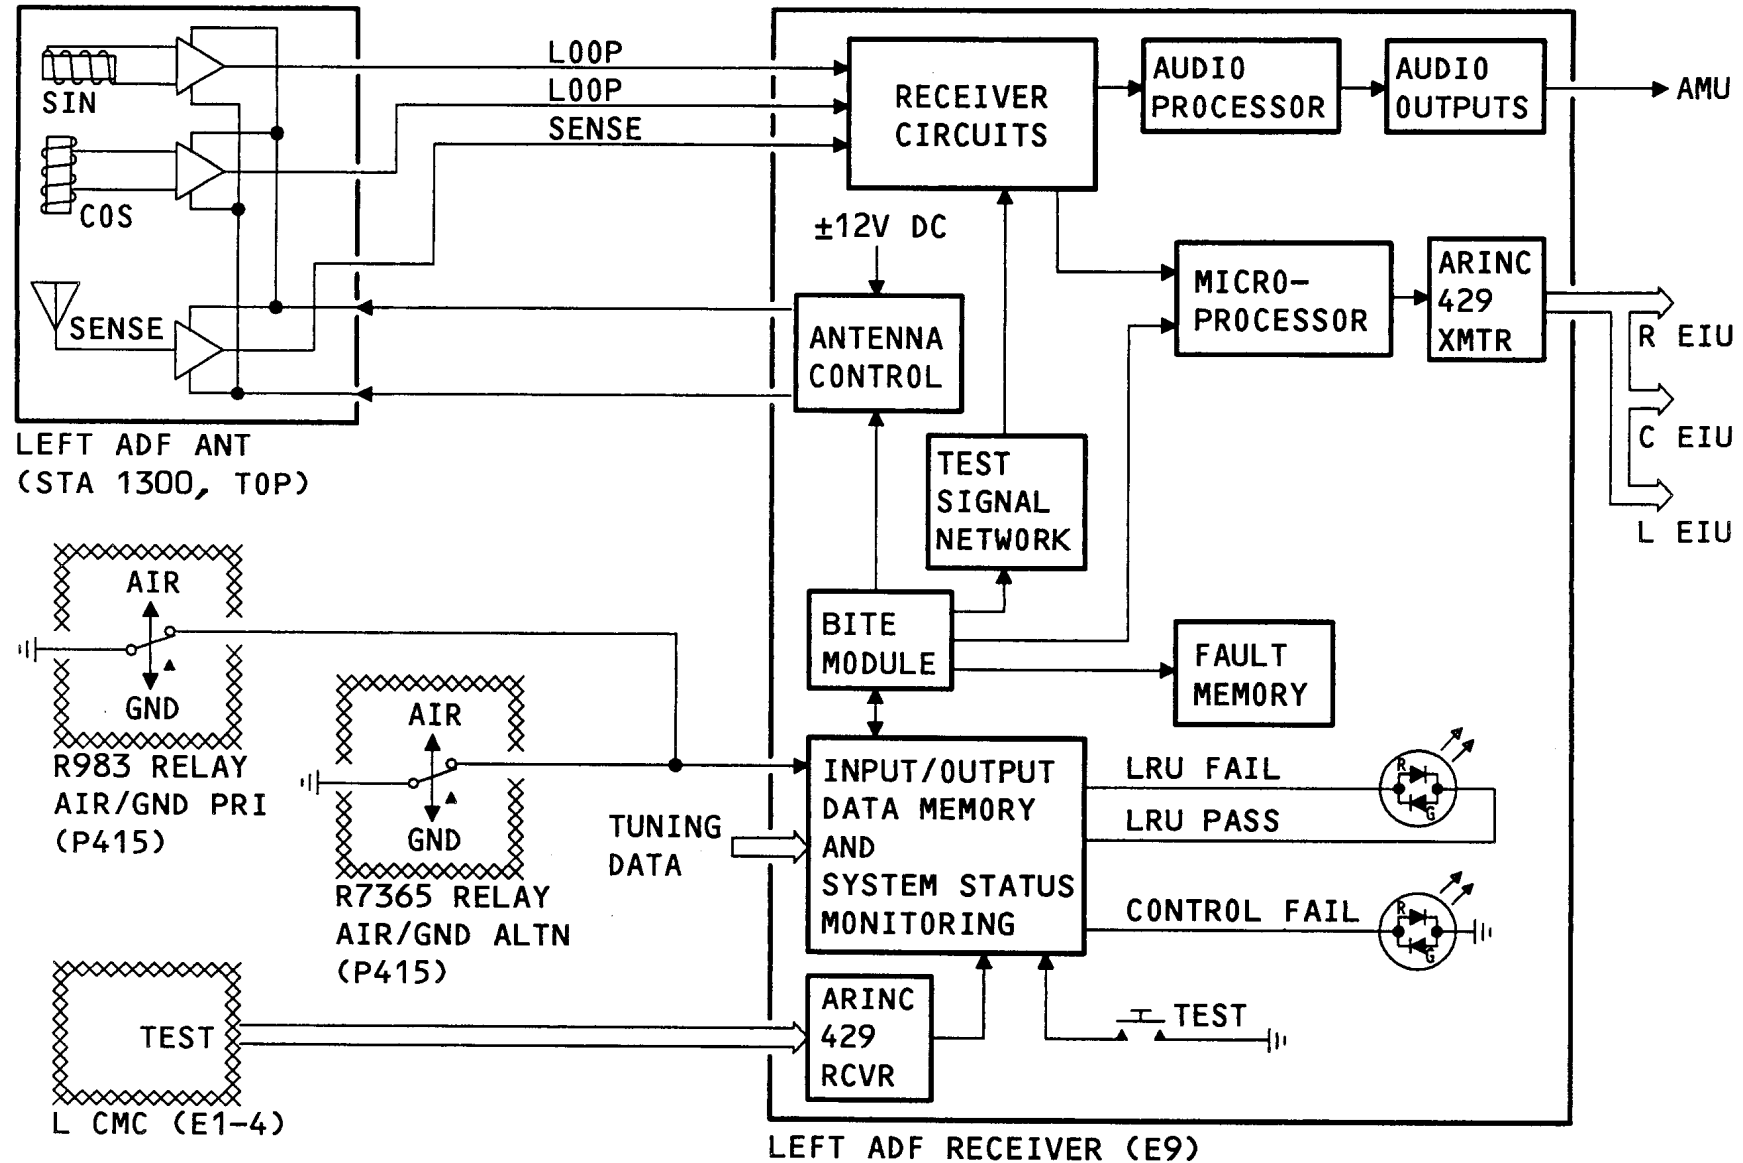 LOOP
LOOP
SENSE
SIN
COS
SENSE
LEFT ADF ANT
(STA 1300, TOP)
RECEIVER
CIRCUITS
AUDIO
PROCESSOR
AUDIO
OUTPUTS
AMU
±12V DC
ANTENNA
CONTROL
MICRO-
PROCESSOR
ARINC
429
XMTR
R EIU
C EIU
L EIU
TEST
SIGNAL
NETWORK
BITE
MODULE
FAULT
MEMORY
AIR
GND
R983 RELAY
AIR/GND PRI
(P415)
AIR
GND
R7365 RELAY
AIR/GND ALTN
(P415)
TUNING
DATA
INPUT/OUTPUT
DATA MEMORY
AND
SYSTEM STATUS
MONITORING
LRU FAIL
R
G
LRU PASS
CONTROL FAIL
R
G
TEST
L CMC (E1-4)
ARINC
429
RCVR
TEST
LEFT ADF RECEIVER (E9)